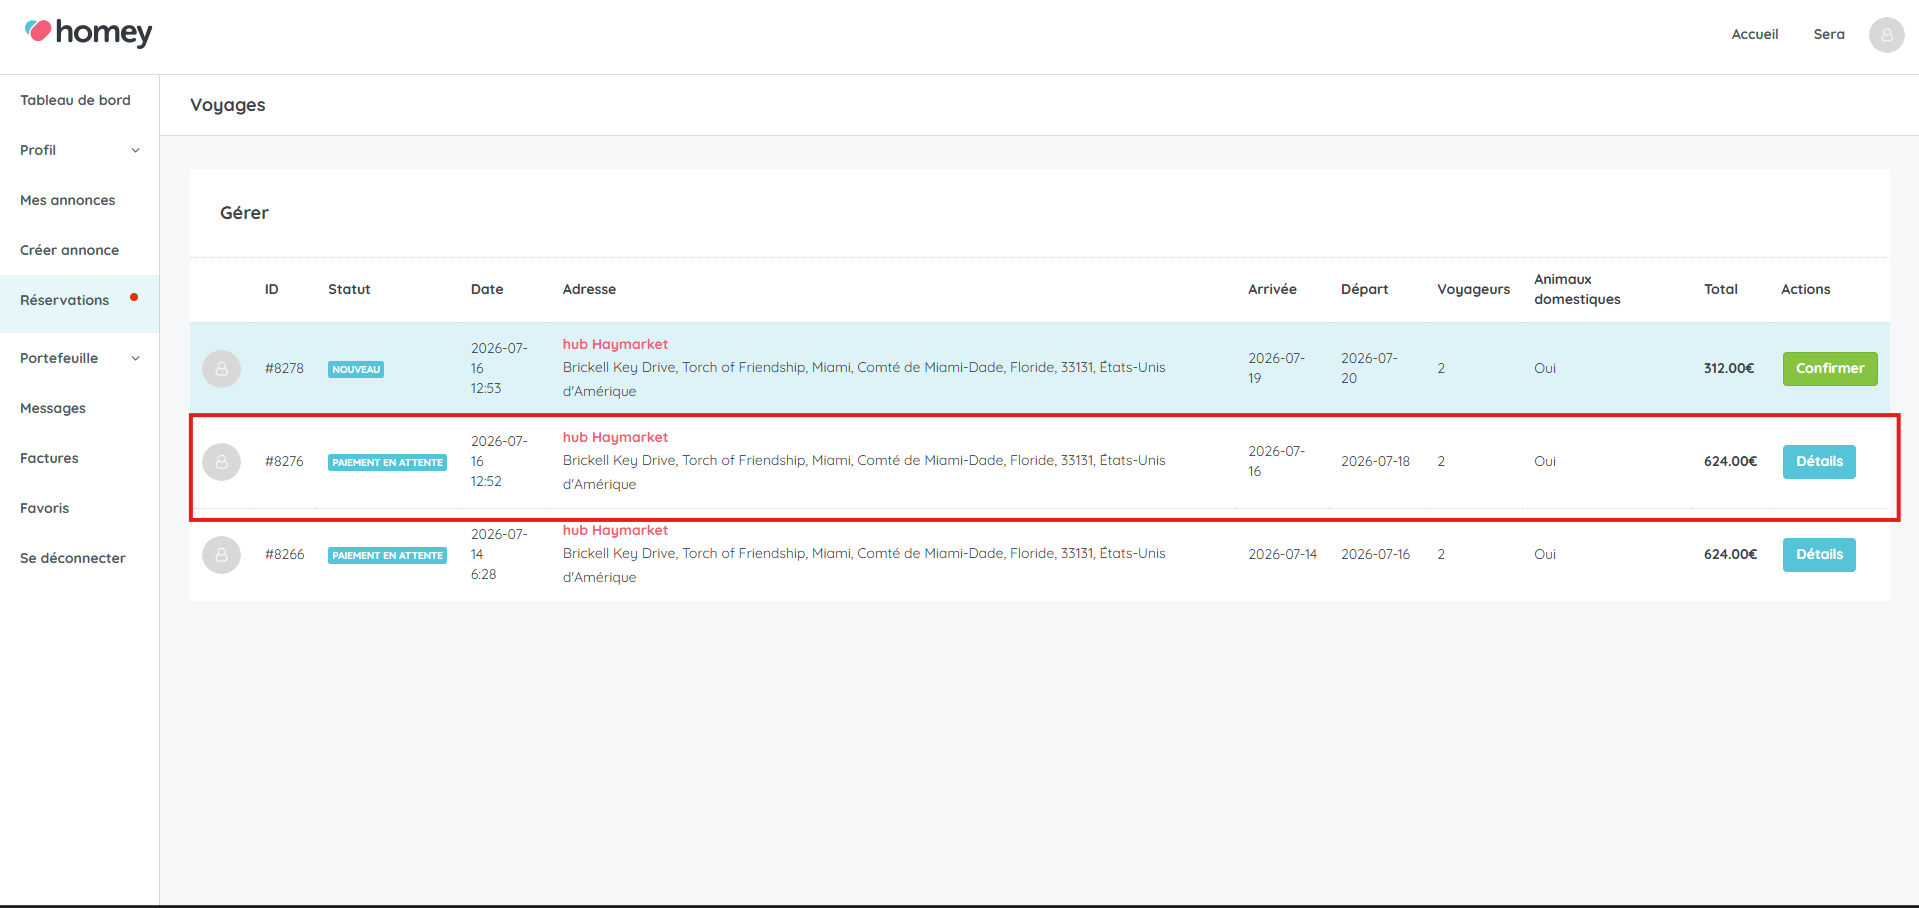 homey
Accueil Sera
Tableau de bord
Profil
Mes annonces
Créer annonce
Réservations
Portefeuille
Messages
Factures
Favoris
Se déconnecter
Voyages
Gérer
ID Statut Date Adresse Arrivée Départ Voyageurs Animaux domestiques Total Actions
#8278 NOUVEAU 2026-07-16 12:53 hub Haymarket
Brickell Key Drive, Torch of Friendship, Miami, Comté de Miami-Dade, Floride, 33131, États-Unis
d'Amérique
2026-07-19 2026-07-20 2 Oui 312.00€ Confirmer
#8276 PAIEMENT EN ATTENTE 2026-07-16 12:52 hub Haymarket
Brickell Key Drive, Torch of Friendship, Miami, Comté de Miami-Dade, Floride, 33131, États-Unis
d'Amérique
2026-07-16 2026-07-18 2 Oui 624.00€ Détails
#8266 PAIEMENT EN ATTENTE 2026-07-14 6:28 hub Haymarket
Brickell Key Drive, Torch of Friendship, Miami, Comté de Miami-Dade, Floride, 33131, États-Unis
d'Amérique
2026-07-14 2026-07-16 2 Oui 624.00€ Détails